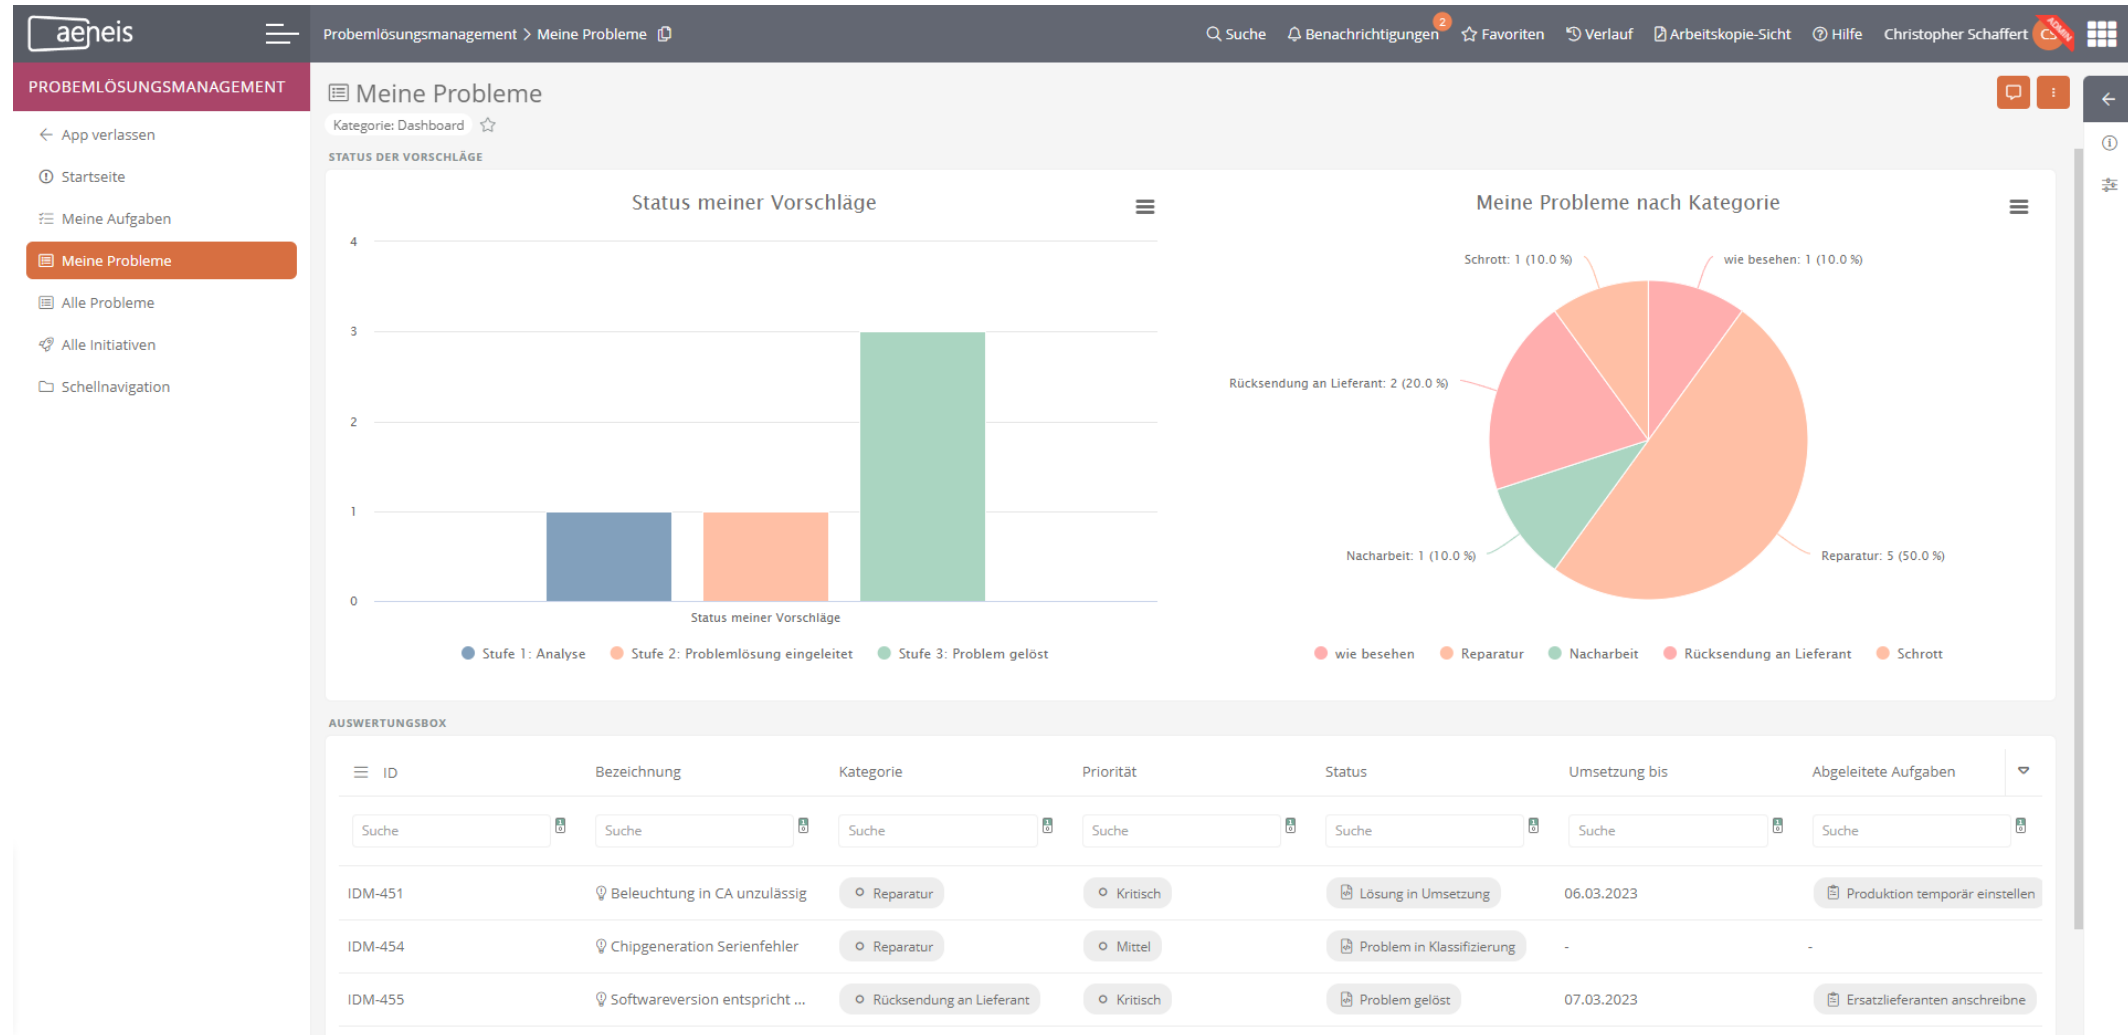 aeneis
Probemlösungsmanagement > Meine Probleme
Suche
Benachrichtigungen
2
Favoriten
Verlauf
Arbeitskopie-Sicht
Hilfe
Christopher Schaffert
CS
ADMIN
PROBEMLÖSUNGSMANAGEMENT
App verlassen
Startseite
Meine Aufgaben
Meine Probleme
Alle Probleme
Alle Initiativen
Schellnavigation
Meine Probleme
Kategorie: Dashboard
STATUS DER VORSCHLÄGE
Status meiner Vorschläge
4
3
2
1
0
Status meiner Vorschläge
Stufe 1: Analyse
Stufe 2: Problemlösung eingeleitet
Stufe 3: Problem gelöst
Meine Probleme nach Kategorie
Schrott: 1 (10.0 %)
wie besehen: 1 (10.0 %)
Rücksendung an Lieferant: 2 (20.0 %)
Nacharbeit: 1 (10.0 %)
Reparatur: 5 (50.0 %)
wie besehen
Reparatur
Nacharbeit
Rücksendung an Lieferant
Schrott
AUSWERTUNGSBOX
ID Bezeichnung Kategorie Priorität Status Umsetzung bis Abgeleitete Aufgaben
Suche Suche Suche Suche Suche Suche Suche
IDM-451 Beleuchtung in CA unzulässig Reparatur Kritisch Lösung in Umsetzung 06.03.2023 Produktion temporär einstellen
IDM-454 Chipgeneration Serienfehler Reparatur Mittel Problem in Klassifizierung - -
IDM-455 Softwareversion entspricht ... Rücksendung an Lieferant Kritisch Problem gelöst 07.03.2023 Ersatzlieferanten anschreibne